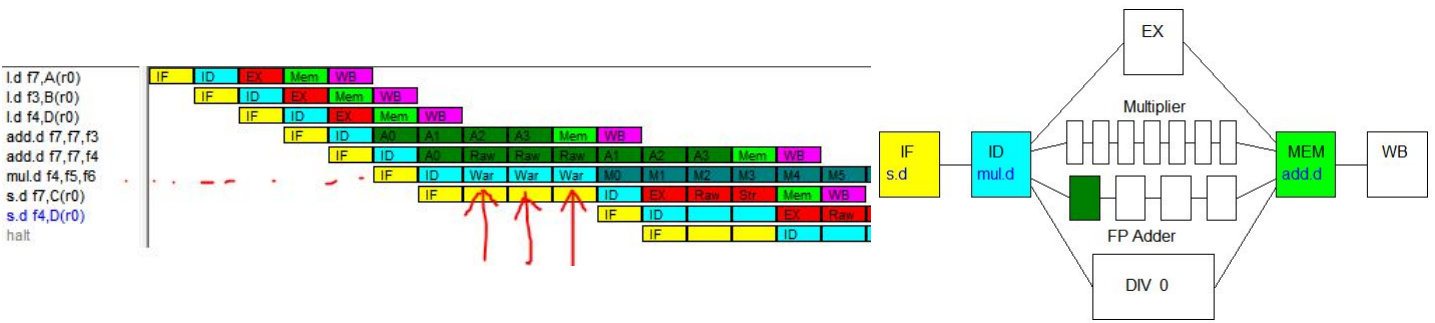 l.d f7,A(r0) IF ID EX Mem WB
l.d f3,B(r0) IF ID EX Mem WB
l.d f4,D(r0) IF ID EX Mem WB
add.d f7,f7,f3 IF ID A0 A1 A2 A3 Mem WB
add.d f7,f7,f4 IF ID A0 Raw Raw Raw A1 A2 A3 Mem WB
mul.d f4,f5,f6 IF ID War War War M0 M1 M2 M3 M4 M5
s.d f7,C(r0) IF ID EX Raw Str Mem WB
s.d f4,D(r0) IF ID EX Raw
halt IF ID
EX
Multiplier
IF
s.d
ID
mul.d
MEM
add.d
WB
FP Adder
DIV 0